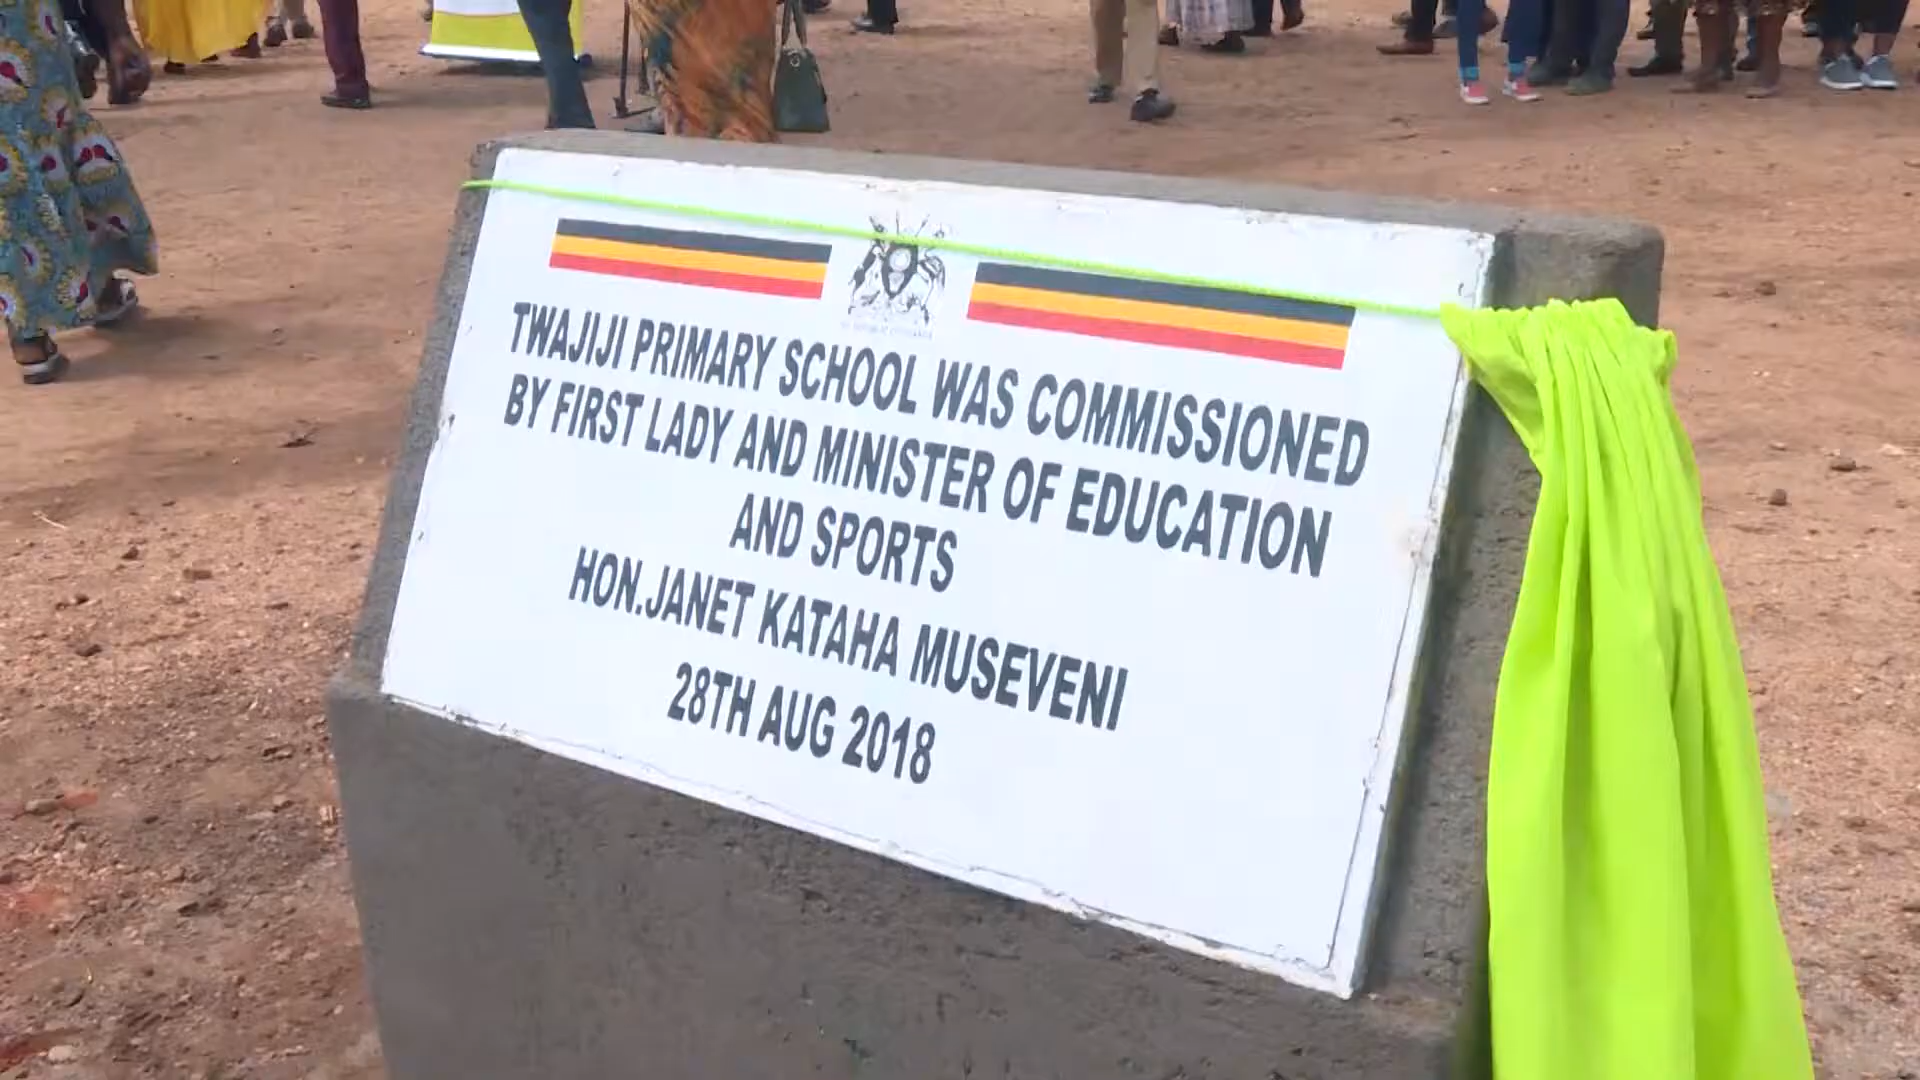 TWAJIJI PRIMARY SCHOOL WAS COMMISSIONED
BY FIRST LADY AND MINISTER OF EDUCATION
AND SPORTS
HON.JANET KATAHA MUSEVENI
28TH AUG 2018